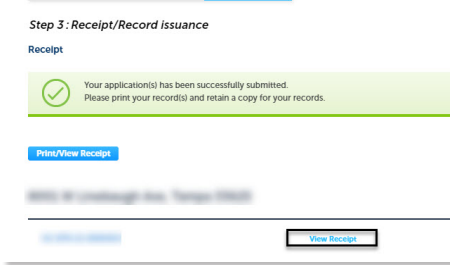 Step 3 : Receipt/Record issuance
Receipt
Your application(s) has been successfully submitted.
Please print your record(s) and retain a copy for your records.
Print/View Receipt
View Receipt